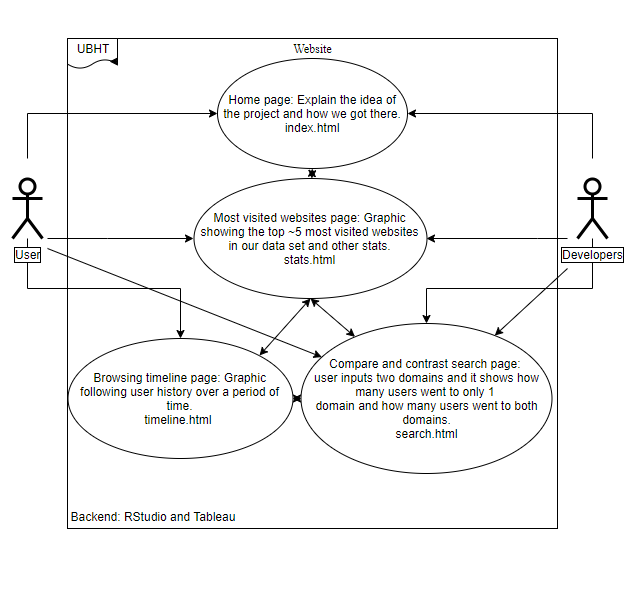 UBHT
Website
Home page: Explain the idea of
the project and how we got there.
index.html
Most visited websites page: Graphic
showing the top ~5 most visited websites
in our data set and other stats.
stats.html
User
Developers
Browsing timeline page: Graphic
following user history over a period of
time.
timeline.html
Compare and contrast search page:
user inputs two domains and it shows how
many users went to only 1
domain and how many users went to both
domains.
search.html
Backend: RStudio and Tableau